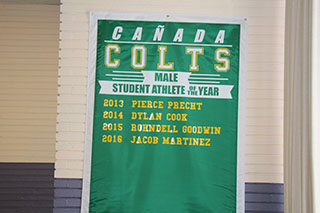 CAÑADA
COLTS
MALE
STUDENT ATHLETE OF THE YEAR
2013 PIERCE PRECHT
2014 DYLAN COOK
2015 ROHNDELL GOODWIN
2016 JACOB MARTINEZ